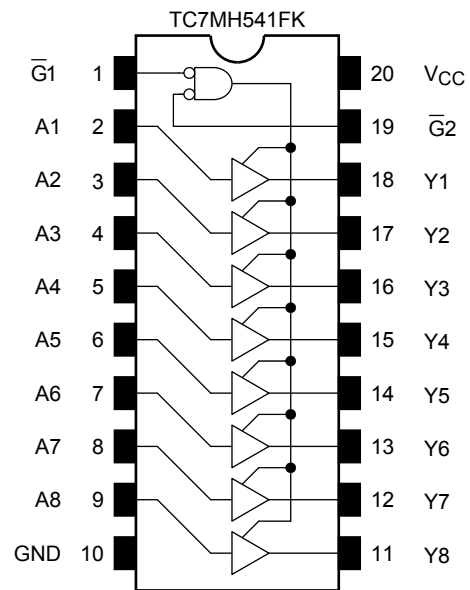 TC7MH541FK
G̅1 1 20 VCC
A1 2 19 G̅2
A2 3 18 Y1
A3 4 17 Y2
A4 5 16 Y3
A5 6 15 Y4
A6 7 14 Y5
A7 8 13 Y6
A8 9 12 Y7
GND 10 11 Y8